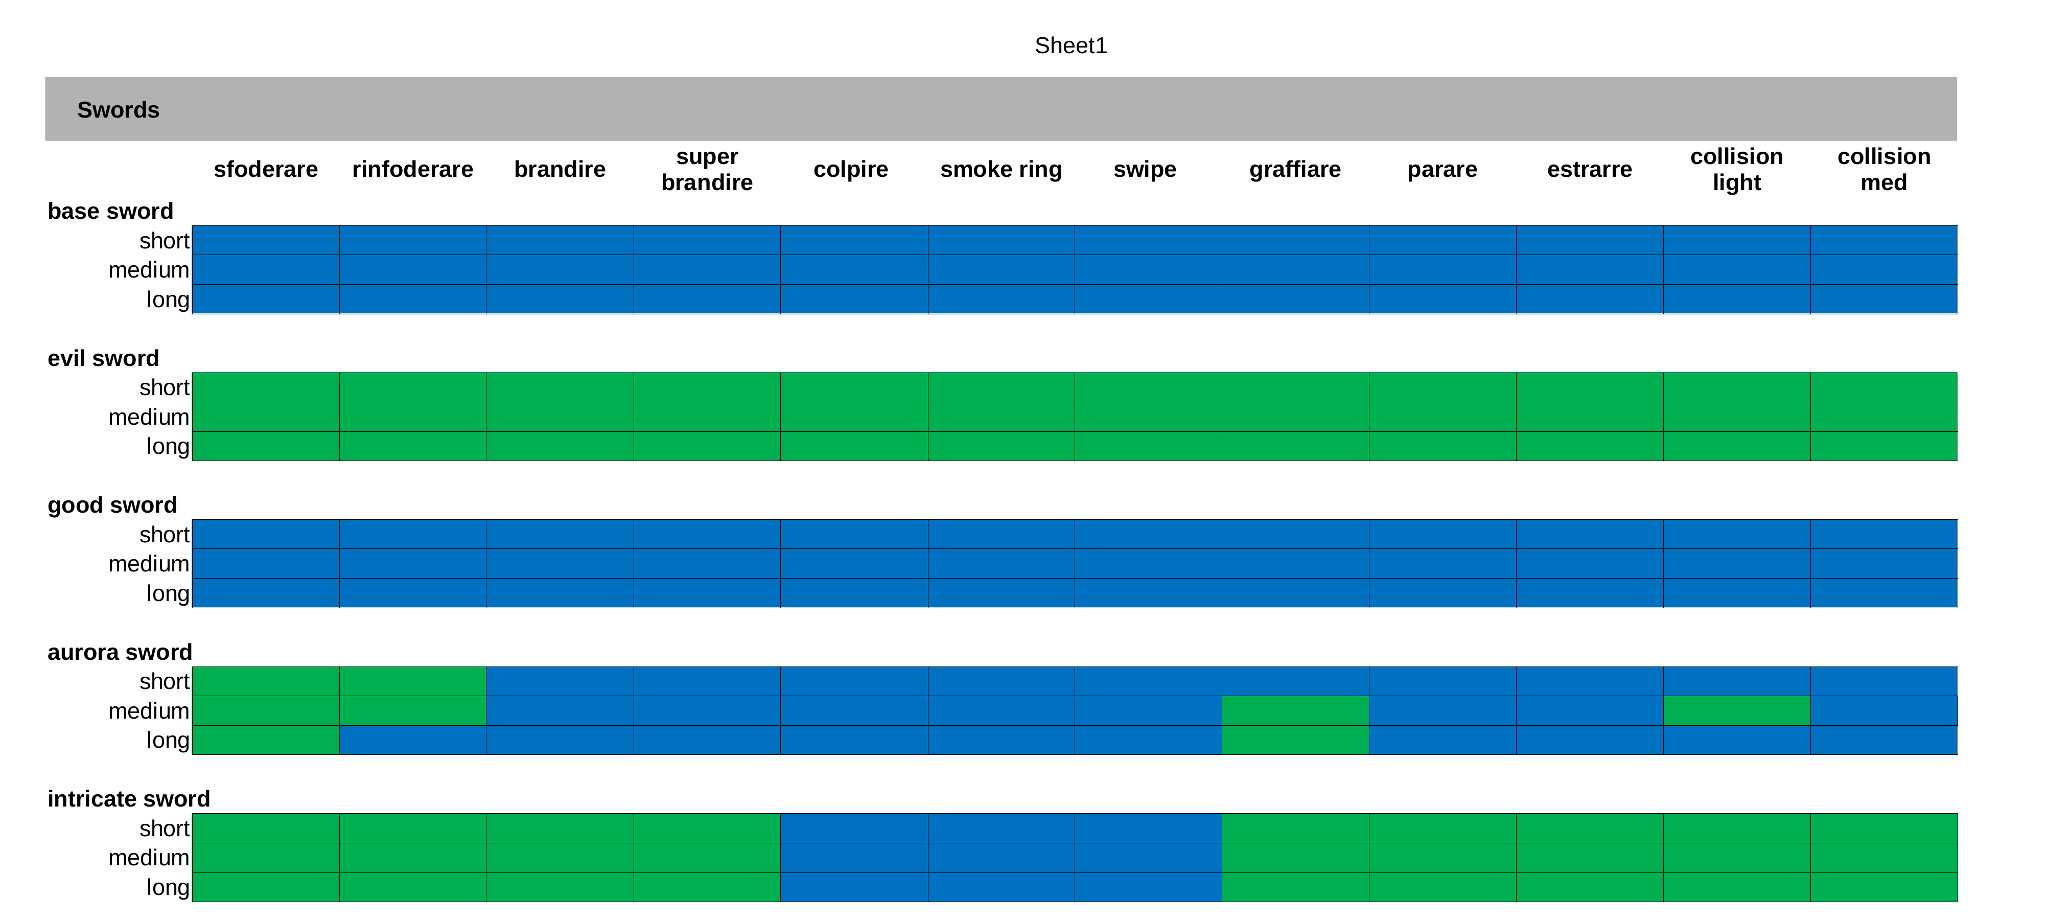 Sheet1
Swords
sfoderare rinfoderare brandire super brandire colpire smoke ring swipe graffiare parare estrarre collision light collision med
base sword
short
medium
long
evil sword
short
medium
long
good sword
short
medium
long
aurora sword
short
medium
long
intricate sword
short
medium
long